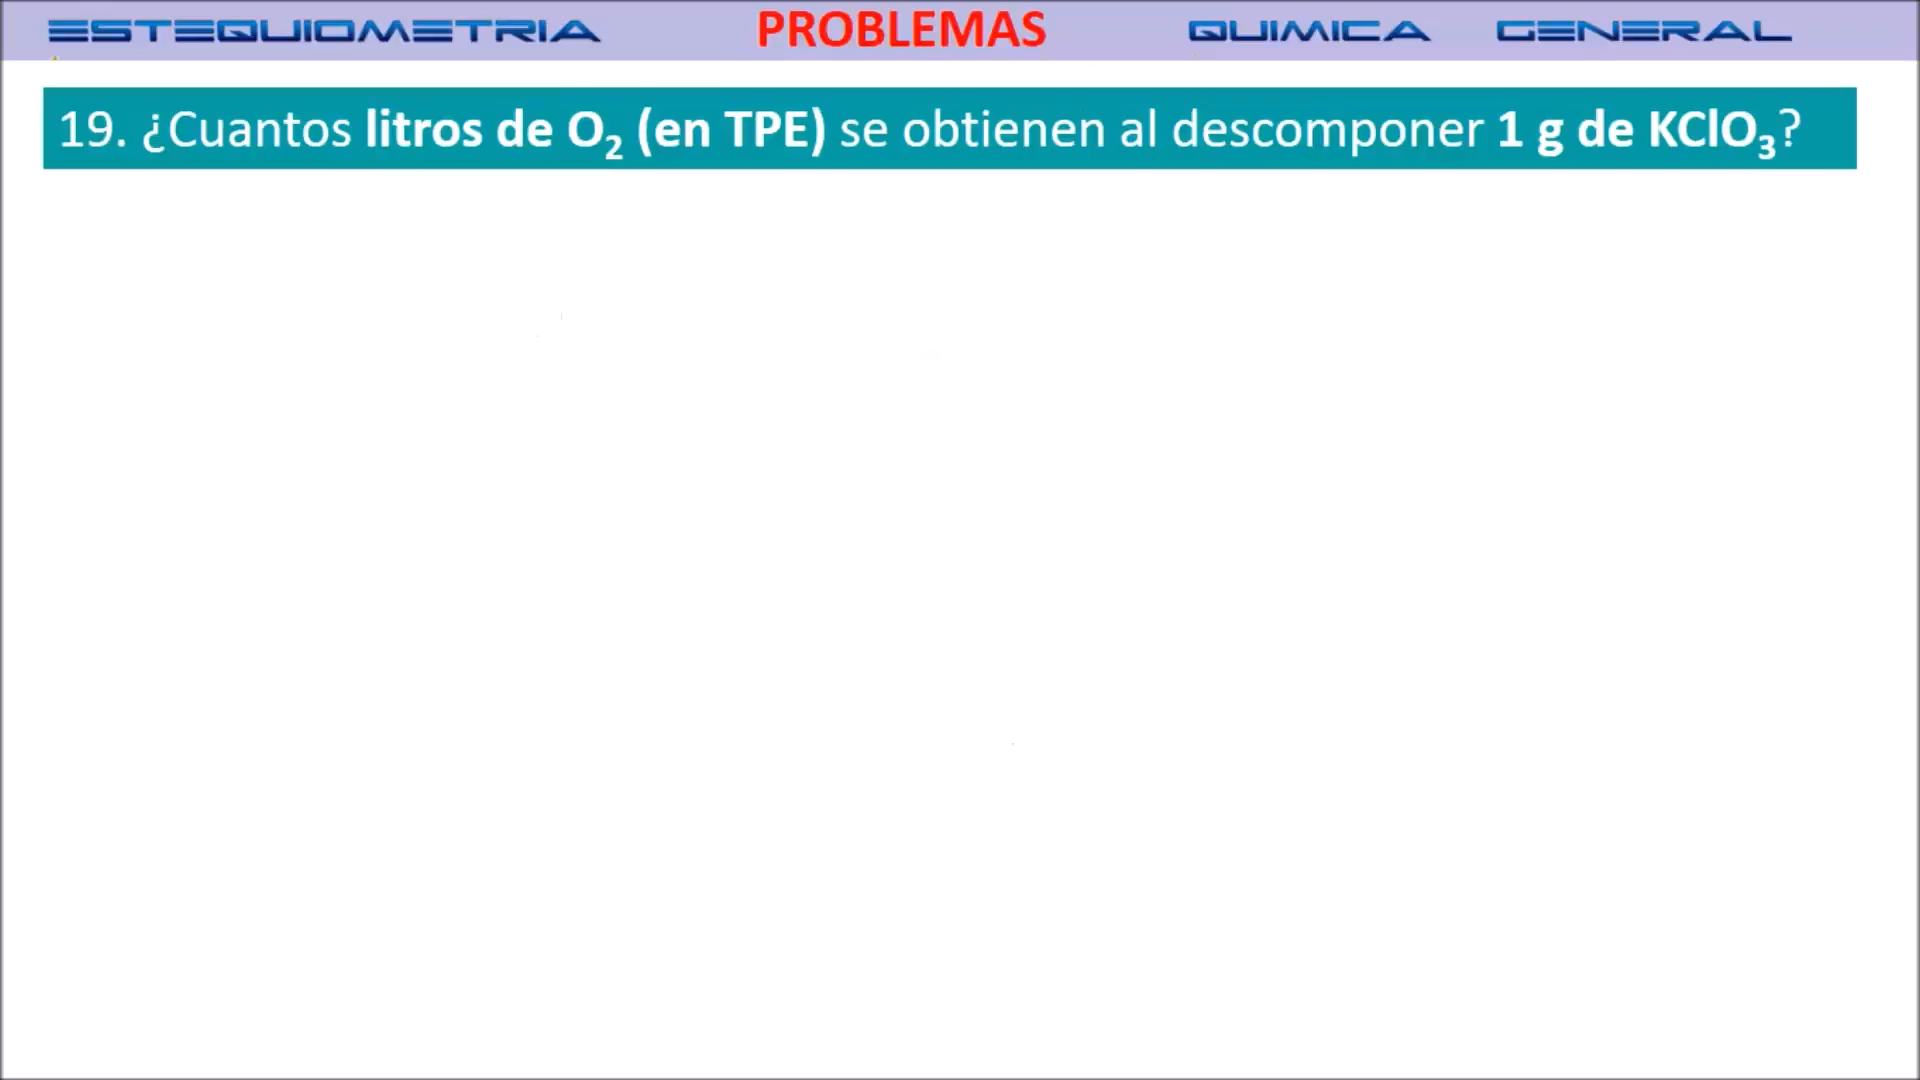 ESTEQUIOMETRIA PROBLEMAS QUIMICA GENERAL
19. ¿Cuantos litros de O₂ (en TPE) se obtienen al descomponer 1 g de KClO₃?